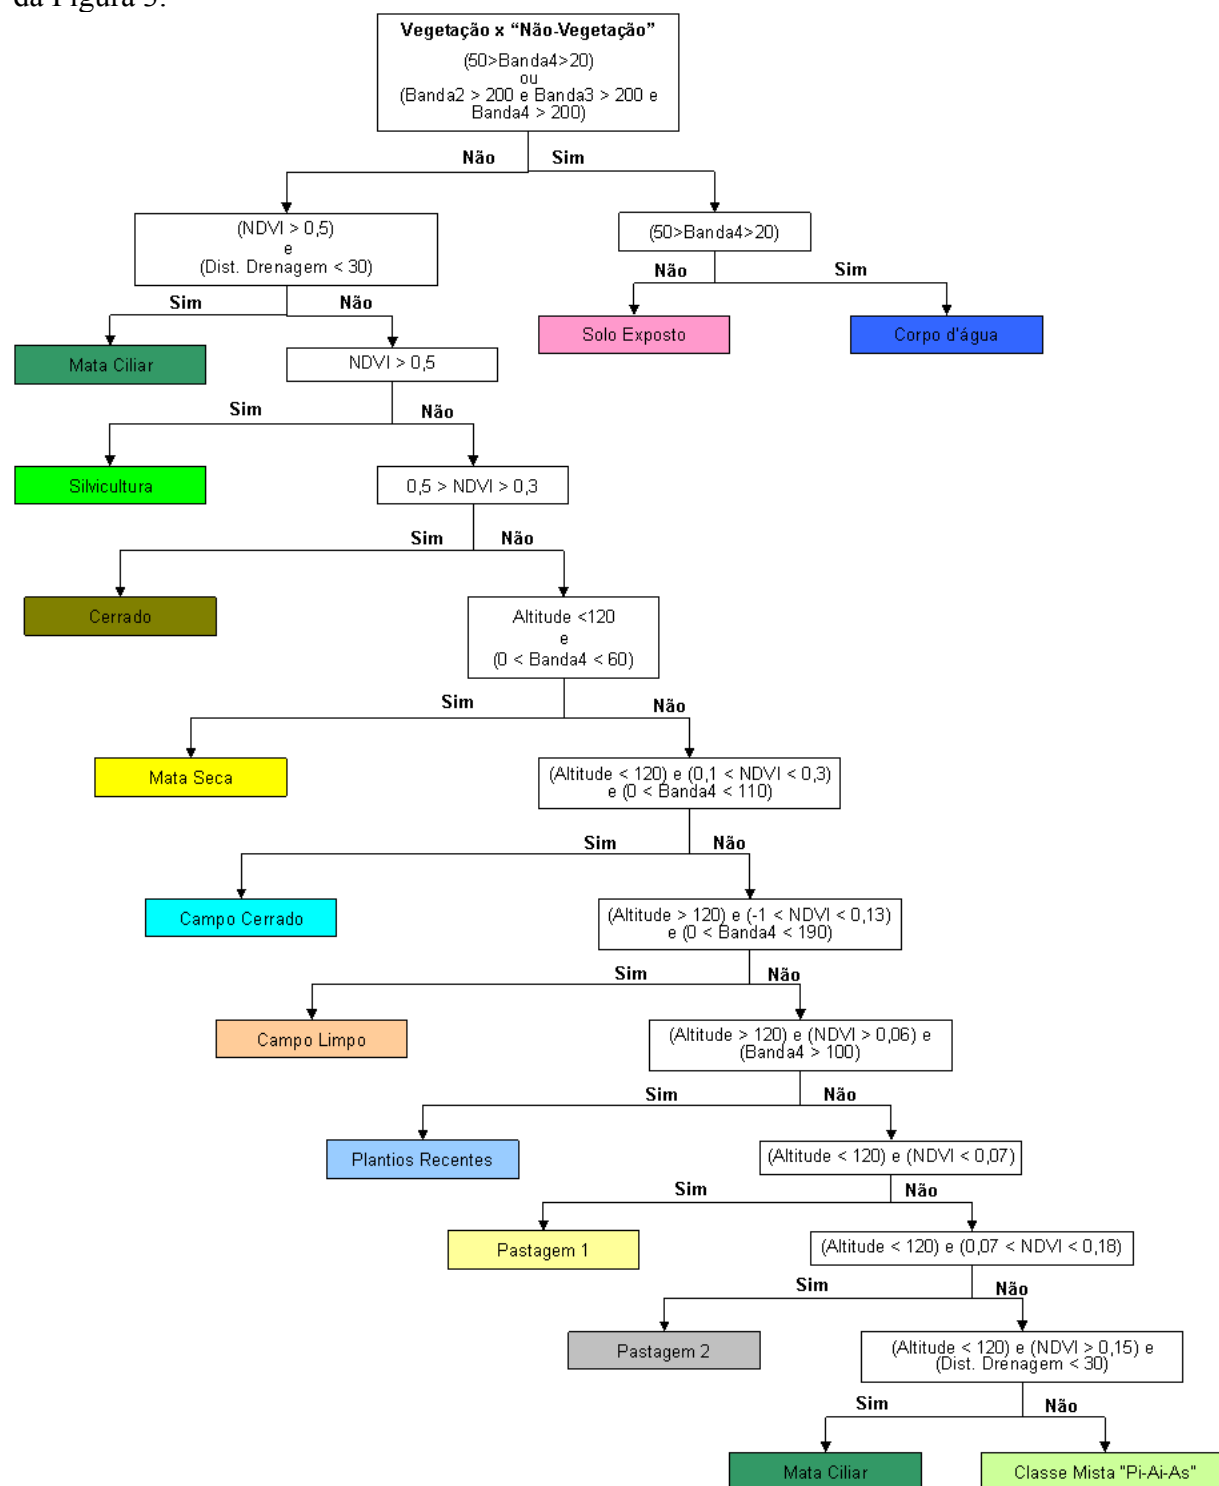 da Figura 3.
Vegetação x “Não-Vegetação”
(50>Banda4>20)
ou
(Banda2 > 200 e Banda3 > 200 e
Banda4 > 200)
Não
Sim
(NDVI > 0,5)
e
(Dist. Drenagem < 30)
(50>Banda4>20)
Não
Sim
Sim
Não
Solo Exposto
Corpo d'água
Mata Ciliar
NDVI > 0,5
Sim
Não
Silvicultura
0,5 > NDVI > 0,3
Sim
Não
Cerrado
Altitude <120
e
(0 < Banda4 < 60)
Sim
Não
Mata Seca
(Altitude < 120) e (0,1 < NDVI < 0,3)
e (0 < Banda4 < 110)
Sim
Não
Campo Cerrado
(Altitude > 120) e (-1 < NDVI < 0,13)
e (0 < Banda4 < 190)
Sim
Não
Campo Limpo
(Altitude > 120) e (NDVI > 0,06) e
(Banda4 > 100)
Sim
Não
Plantios Recentes
(Altitude < 120) e (NDVI < 0,07)
Sim
Não
Pastagem 1
(Altitude < 120) e (0,07 < NDVI < 0,18)
Sim
Não
Pastagem 2
(Altitude < 120) e (NDVI > 0,15) e
(Dist. Drenagem < 30)
Sim
Não
Mata Ciliar
Classe Mista "Pi-Ai-As"